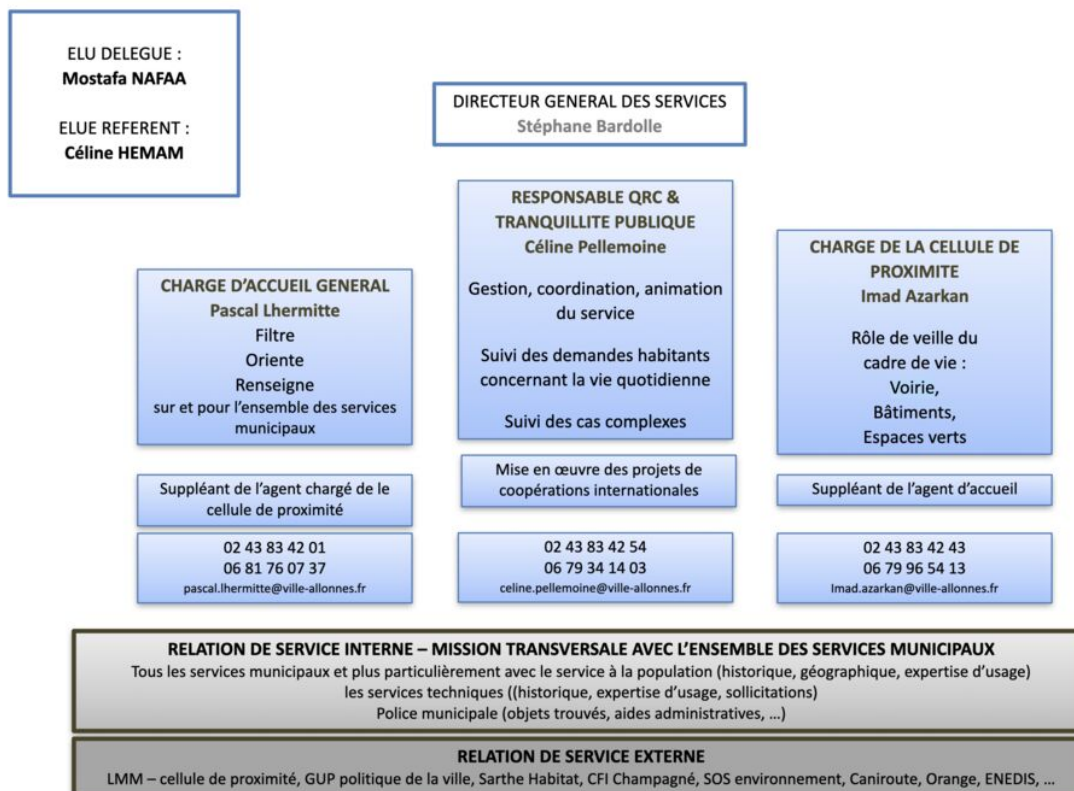 ELU DELEGUE :
Mostafa NAFAA
ELUE REFERENT :
Céline HEMAM
DIRECTEUR GENERAL DES SERVICES
Stéphane Bardolle
RESPONSABLE QRC &
TRANQUILLITE PUBLIQUE
Céline Pellemoine
Gestion, coordination, animation
du service
Suivi des demandes habitants
concernant la vie quotidienne
Suivi des cas complexes
CHARGE D'ACCUEIL GENERAL
Pascal Lhermitte
Filtre
Oriente
Renseigne
sur et pour l'ensemble des services
municipaux
CHARGE DE LA CELLULE DE
PROXIMITE
Imad Azarkan
Rôle de veille du
cadre de vie :
Voirie,
Bâtiments,
Espaces verts
Suppléant de l'agent chargé de le
cellule de proximité
Mise en œuvre des projets de
coopérations internationales
Suppléant de l'agent d'accueil
02 43 83 42 01
06 81 76 07 37
pascal.lhermitte@ville-allonnes.fr
02 43 83 42 54
06 79 34 14 03
celine.pellemoine@ville-allonnes.fr
02 43 83 42 43
06 79 96 54 13
Imad.azarkan@ville-allonnes.fr
RELATION DE SERVICE INTERNE – MISSION TRANSVERSALE AVEC L'ENSEMBLE DES SERVICES MUNICIPAUX
Tous les services municipaux et plus particulièrement avec le service à la population (historique, géographique, expertise d'usage)
les services techniques ((historique, expertise d'usage, sollicitations)
Police municipale (objets trouvés, aides administratives, …)
RELATION DE SERVICE EXTERNE
LMM – cellule de proximité, GUP politique de la ville, Sarthe Habitat, CFI Champagné, SOS environnement, Caniroute, Orange, ENEDIS, …